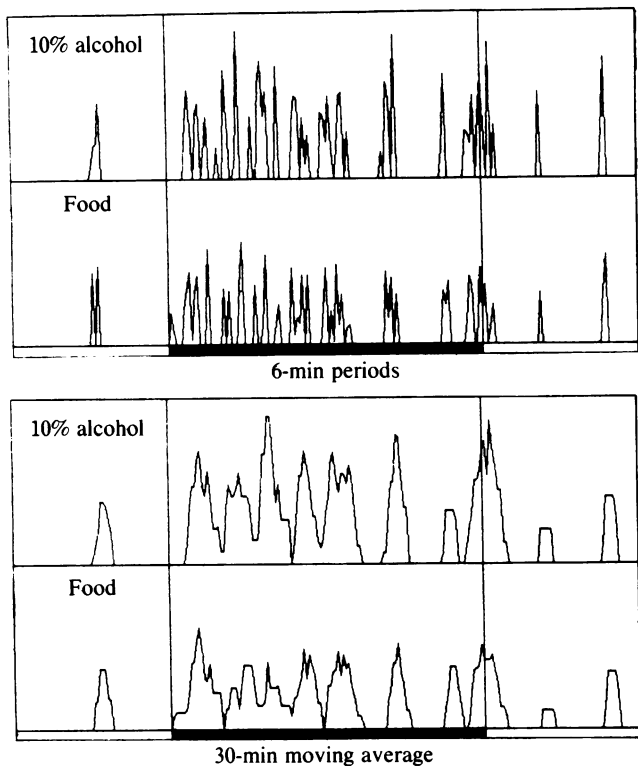 10% alcohol
Food
6-min periods
10% alcohol
Food
30-min moving average